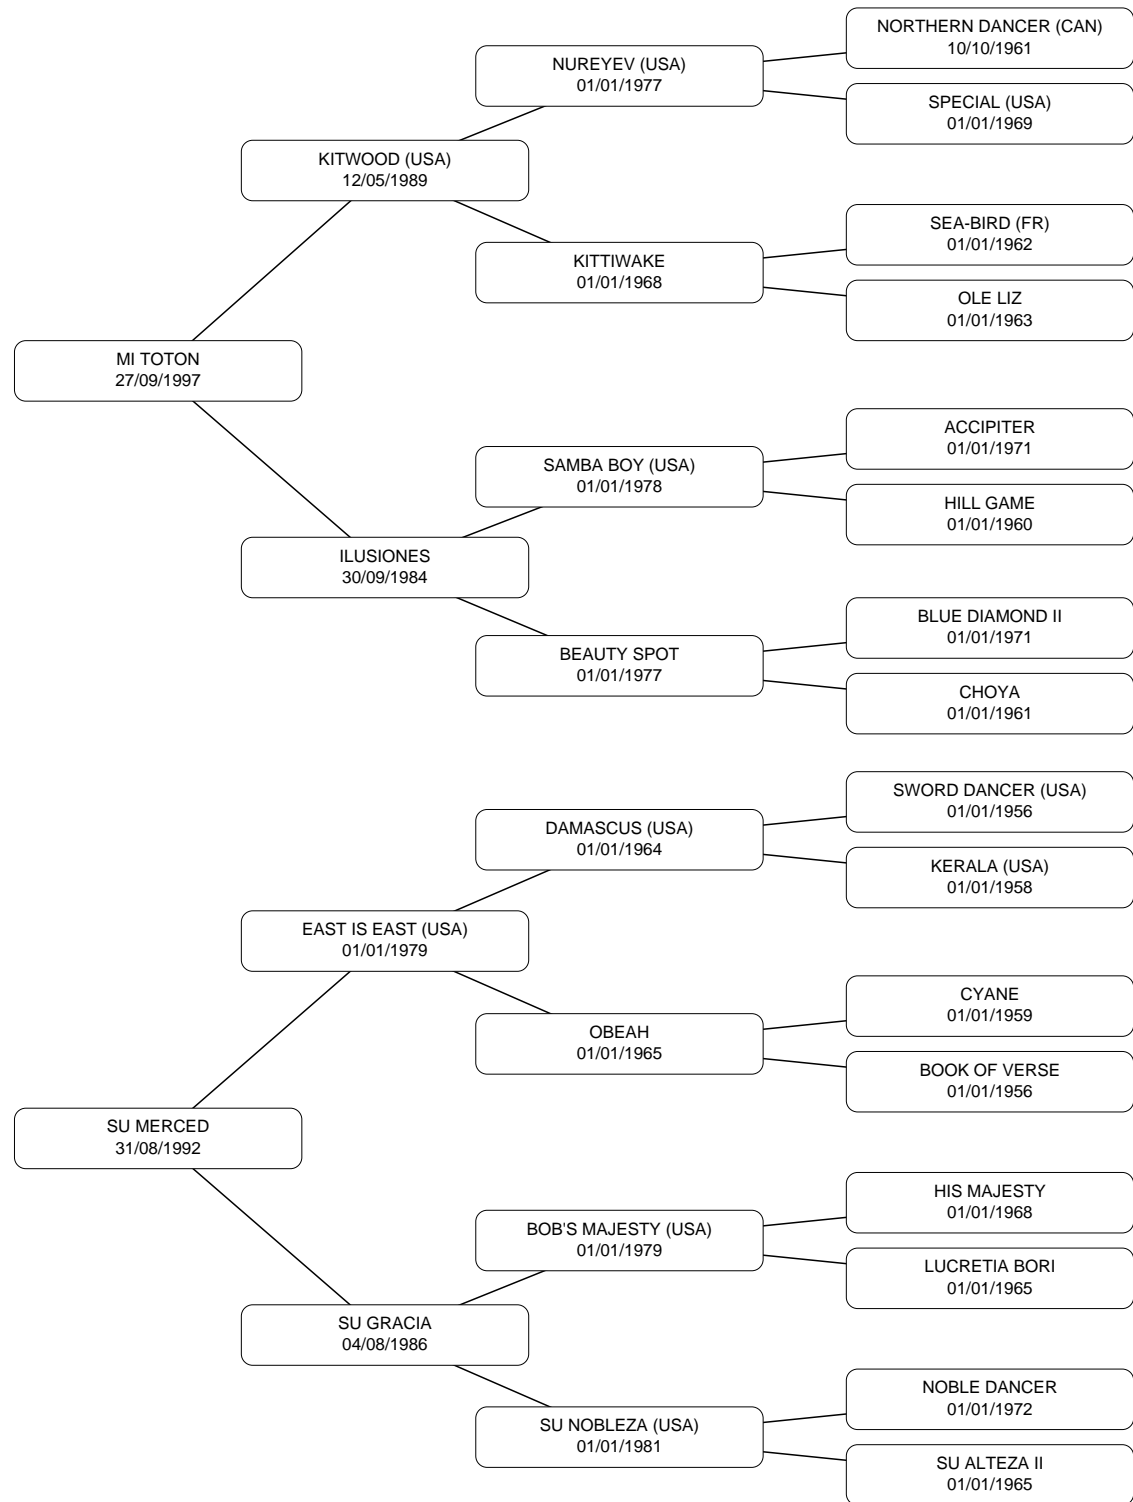 NORTHERN DANCER (CAN)
10/10/1961
NUREYEV (USA)
01/01/1977
SPECIAL (USA)
01/01/1969
KITWOOD (USA)
12/05/1989
SEA-BIRD (FR)
01/01/1962
KITTIWAKE
01/01/1968
OLE LIZ
01/01/1963
MI TOTON
27/09/1997
ACCIPITER
01/01/1971
SAMBA BOY (USA)
01/01/1978
HILL GAME
01/01/1960
ILUSIONES
30/09/1984
BLUE DIAMOND II
01/01/1971
BEAUTY SPOT
01/01/1977
CHOYA
01/01/1961
SWORD DANCER (USA)
01/01/1956
DAMASCUS (USA)
01/01/1964
KERALA (USA)
01/01/1958
EAST IS EAST (USA)
01/01/1979
CYANE
01/01/1959
OBEAH
01/01/1965
BOOK OF VERSE
01/01/1956
SU MERCED
31/08/1992
HIS MAJESTY
01/01/1968
BOB'S MAJESTY (USA)
01/01/1979
LUCRETIA BORI
01/01/1965
SU GRACIA
04/08/1986
NOBLE DANCER
01/01/1972
SU NOBLEZA (USA)
01/01/1981
SU ALTEZA II
01/01/1965